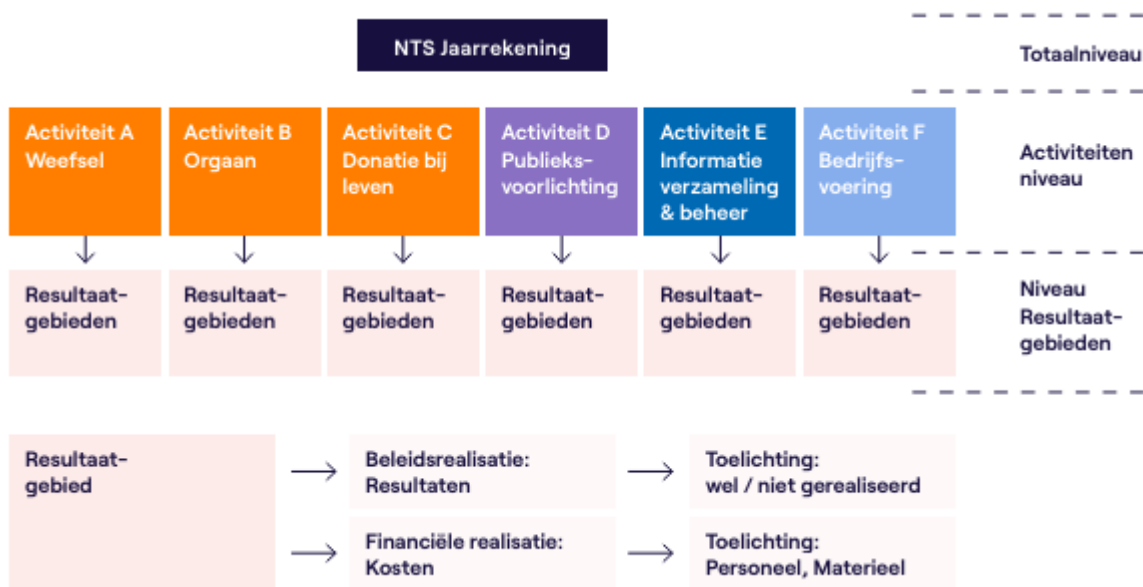 NTS Jaarrekening
Totaalniveau
Activiteit A
Weefsel
Activiteit B
Orgaan
Activiteit C
Donatie bij
leven
Activiteit D
Publieks-
voorlichting
Activiteit E
Informatie
verzameling
& beheer
Activiteit F
Bedrijfs-
voering
Activiteiten
niveau
Resultaat-
gebieden
Resultaat-
gebieden
Resultaat-
gebieden
Resultaat-
gebieden
Resultaat-
gebieden
Resultaat-
gebieden
Niveau
Resultaat-
gebieden
Resultaat-
gebied
Beleidsrealisatie:
Resultaten
Toelichting:
wel / niet gerealiseerd
Financiële realisatie:
Kosten
Toelichting:
Personeel, Materieel